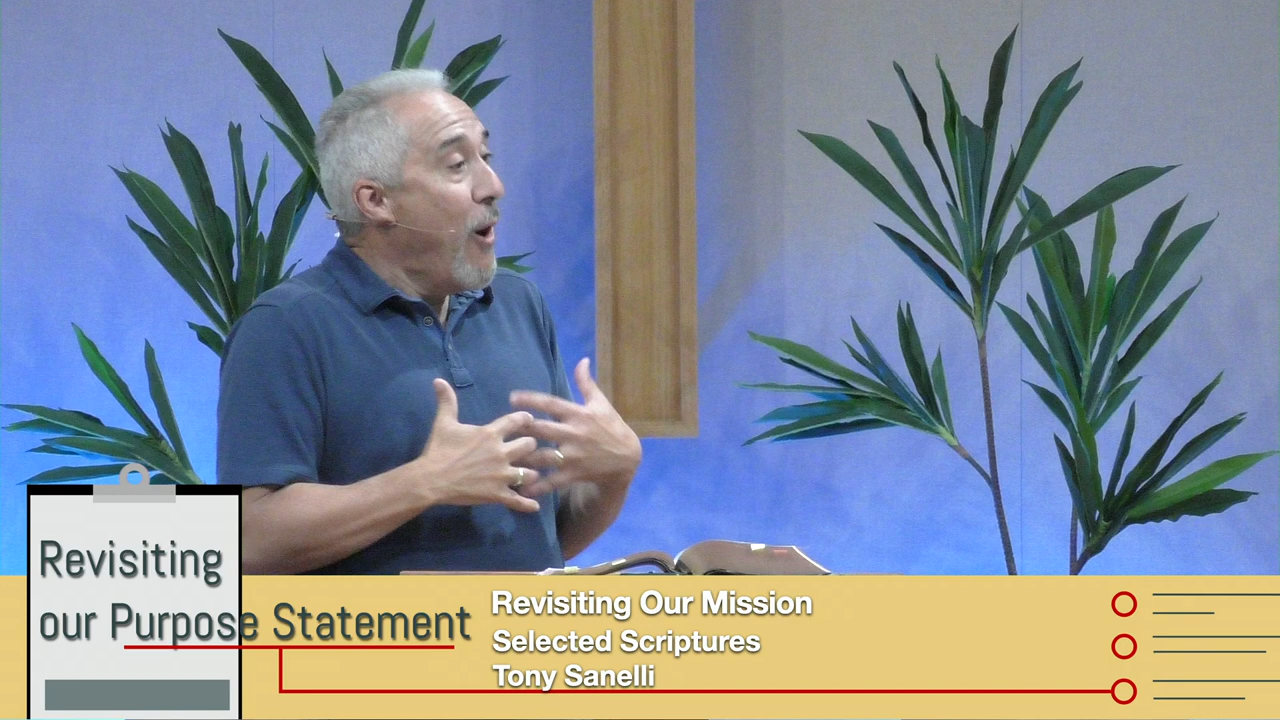 Revisiting
our Purpose Statement
Revisiting Our Mission
Selected Scriptures
Tony Sanelli